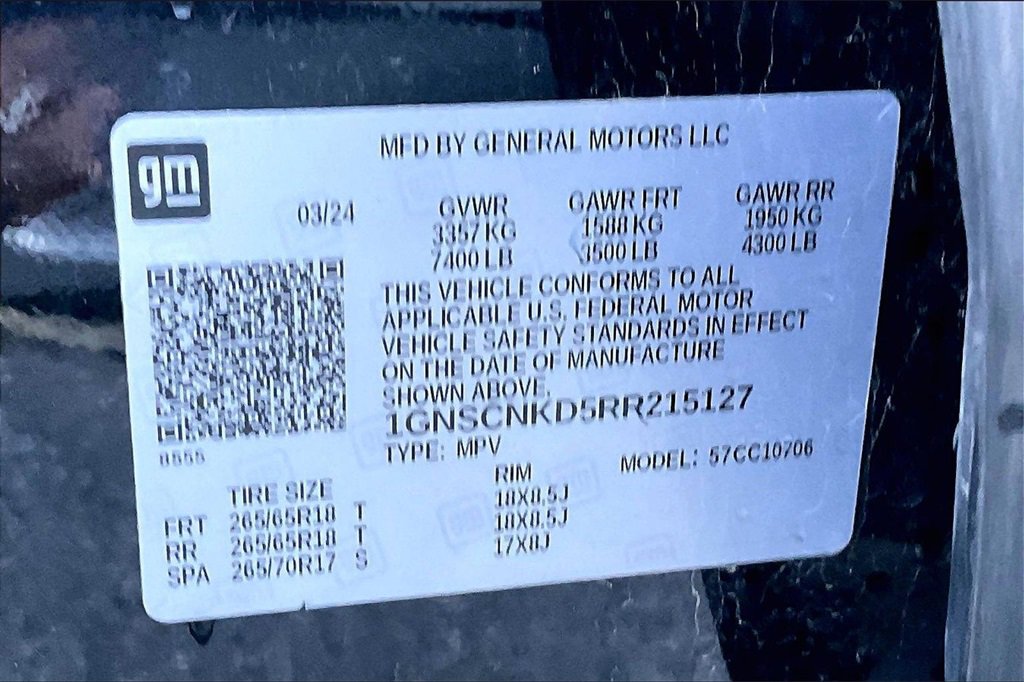 MFD BY GENERAL MOTORS LLC
gm
03/24
GVWR GAWR FRT GAWR RR
3357 KG 1588 KG 1950 KG
7400 LB 3500 LB 4300 LB
THIS VEHICLE CONFORMS TO ALL
APPLICABLE U.S. FEDERAL MOTOR
VEHICLE SAFETY STANDARDS IN EFFECT
ON THE DATE OF MANUFACTURE
SHOWN ABOVE.
1GNSCNKD5RR215127
TYPE: MPV MODEL: 57CC10706
TIRE SIZE RIM
FRT 265/65R18 T 18X8.5J
RR 265/65R18 T 18X8.5J
SPA 265/70R17 S 17X8J